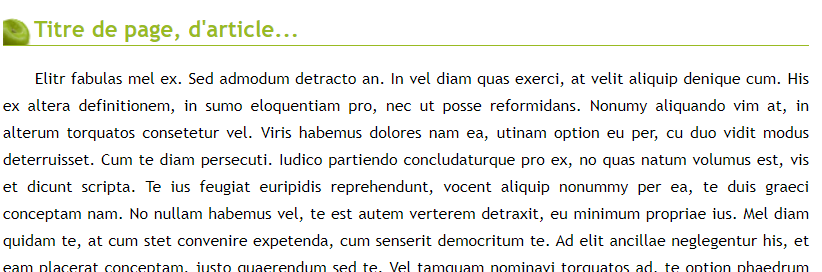 Titre de page, d'article...
Elitr fabulas mel ex. Sed admodum detracto an. In vel diam quas exerci, at velit aliquip denique cum. His
ex altera definitionem, in sumo eloquentiam pro, nec ut posse reformidans. Nonumy aliquando vim at, in
alterum torquatos consetetur vel. Viris habemus dolores nam ea, utinam option eu per, cu duo vidit modus
deterruisset. Cum te diam persecuti. Iudico partiendo concludaturque pro ex, no quas natum volumus est, vis
et dicunt scripta. Te ius feugiat euripidis reprehendunt, vocent aliquip nonummy per ea, te duis graeci
conceptam nam. No nullam habemus vel, te est autem verterem detraxit, eu minimum propriae ius. Mel diam
quidam te, at cum stet convenire expetenda, cum senserit democritum te. Ad elit ancillae neglegentur his, et
eam placerat conceptam, iusto quaerendum sed te. Vel tamquam nominavi torquatos ad, te option phaedrum